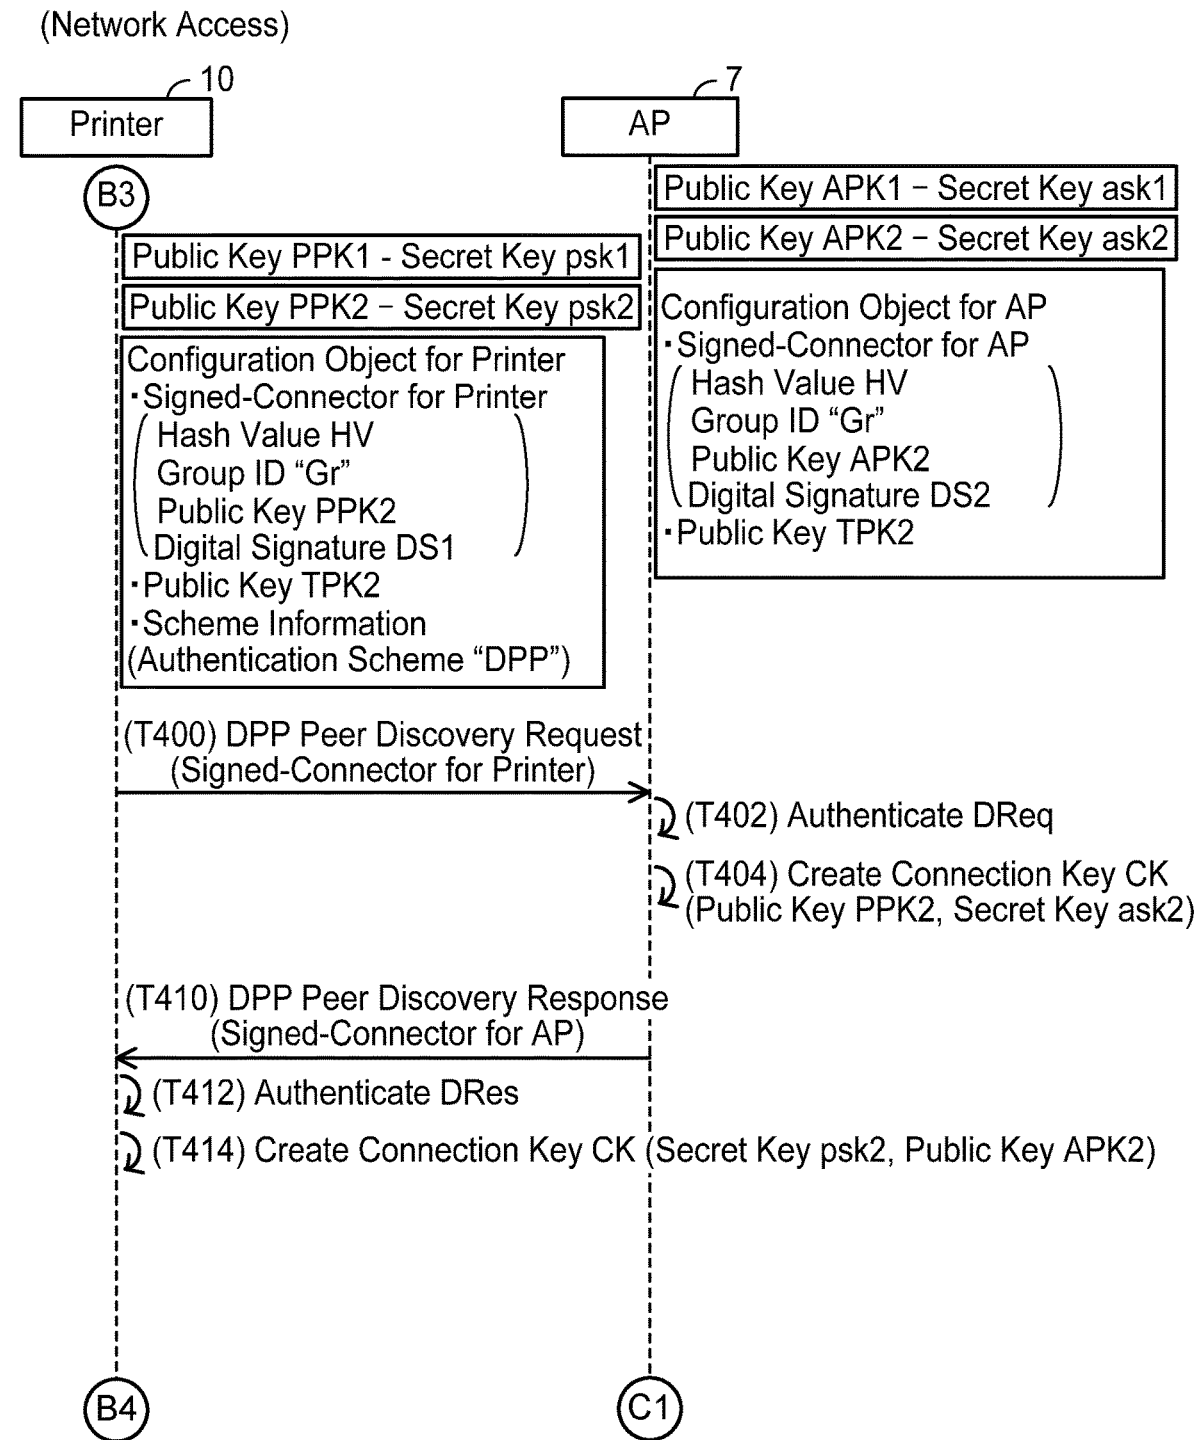 (Network Access)
10
Printer
B3
Public Key PPK1 - Secret Key psk1
Public Key PPK2 – Secret Key psk2
Configuration Object for Printer
・Signed-Connector for Printer
Hash Value HV
Group ID “Gr”
Public Key PPK2
Digital Signature DS1
・Public Key TPK2
・Scheme Information
(Authentication Scheme “DPP”)
7
AP
Public Key APK1 – Secret Key ask1
Public Key APK2 – Secret Key ask2
Configuration Object for AP
・Signed-Connector for AP
Hash Value HV
Group ID “Gr”
Public Key APK2
Digital Signature DS2
・Public Key TPK2
(T400) DPP Peer Discovery Request
(Signed-Connector for Printer)
(T402) Authenticate DReq
(T404) Create Connection Key CK
(Public Key PPK2, Secret Key ask2)
(T410) DPP Peer Discovery Response
(Signed-Connector for AP)
(T412) Authenticate DRes
(T414) Create Connection Key CK (Secret Key psk2, Public Key APK2)
B4
C1